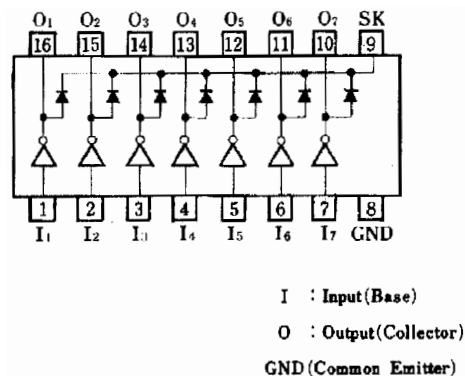 O₁ O₂ O₃ O₄ O₅ O₆ O₇ SK
16 15 14 13 12 11 10 9
1 2 3 4 5 6 7 8
I₁ I₂ I₃ I₄ I₅ I₆ I₇ GND
I : Input(Base)
O : Output(Collector)
GND(Common Emitter)